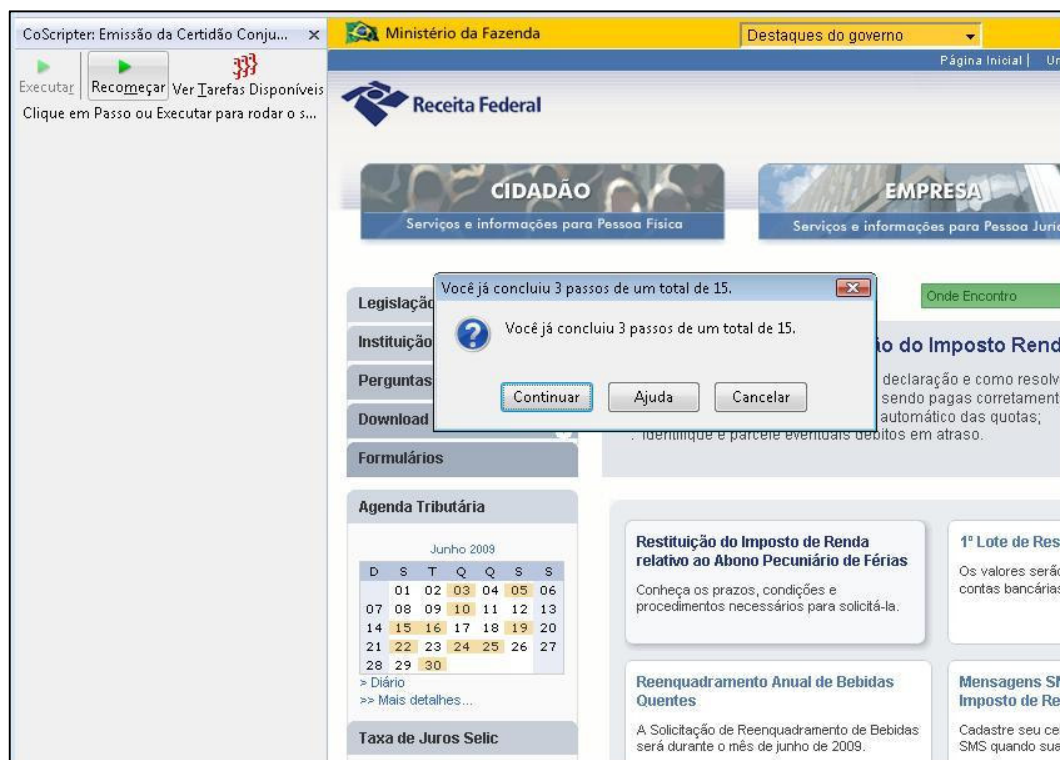 CoScripter: Emissão da Certidão Conju...
Executar Recomeçar Ver Tarefas Disponíveis
Clique em Passo ou Executar para rodar o s...
Ministério da Fazenda
Destaques do governo
Página Inicial |
Receita Federal
CIDADÃO
Serviços e informações para Pessoa Física
EMPRESA
Serviços e informações para Pessoa Juríd
Você já concluiu 3 passos de um total de 15.
Você já concluiu 3 passos de um total de 15.
Continuar Ajuda Cancelar
Onde Encontro
Legislação
Instituição
Perguntas
Download
Formulários
io do Imposto Rend
declaração e como resolv
sendo pagas corretament
automático das quotas;
. Identifique e parcele eventuais débitos em atraso.
Agenda Tributária
Junho 2009
D S T Q Q S S
01 02 03 04 05 06
07 08 09 10 11 12 13
14 15 16 17 18 19 20
21 22 23 24 25 26 27
28 29 30
> Diário
>> Mais detalhes...
Taxa de Juros Selic
Restituição do Imposto de Renda
relativo ao Abono Pecuniário de Férias
Conheça os prazos, condições e
procedimentos necessários para solicitá-la.
1º Lote de Res
Os valores serão
contas bancárias
Reenquadramento Anual de Bebidas
Quentes
A Solicitação de Reenquadramento de Bebidas
será durante o mês de junho de 2009.
Mensagens SM
Imposto de Re
Cadastre seu ce
SMS quando sua